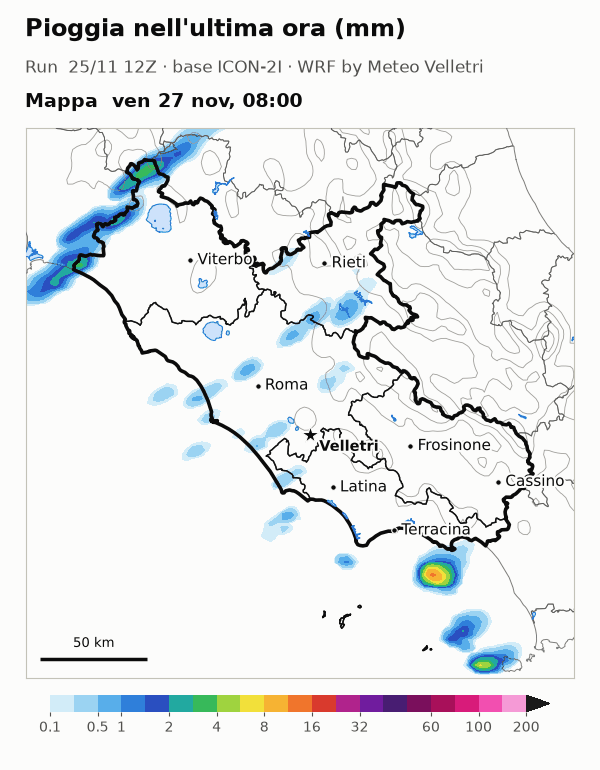 Pioggia nell'ultima ora (mm)
Run  25/11 12Z · base ICON-2I · WRF by Meteo Velletri
Mappa  ven 27 nov, 08:00
Viterbo
Rieti
Roma
Velletri
Frosinone
Cassino
Latina
Terracina
50 km
0.1 0.5 1 2 4 8 16 32 60 100 200